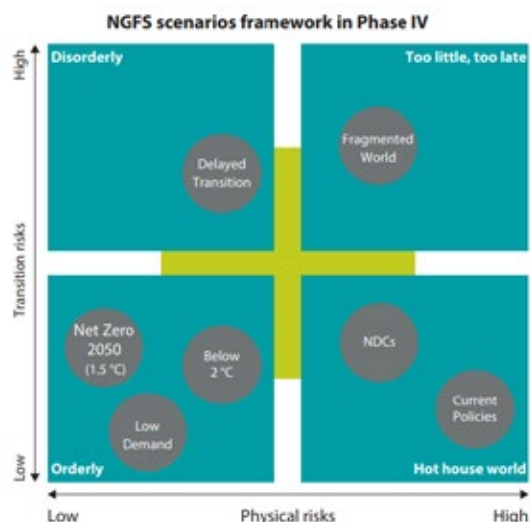 NGFS scenarios framework in Phase IV
High
Disorderly
Too little, too late
Fragmented
World
Delayed
Transition
Transition risks
Net Zero
2050
(1.5 °C)
Below
2 °C
NDCs
Low
Demand
Current
Policies
Low
Orderly
Hot house world
Low
Physical risks
High